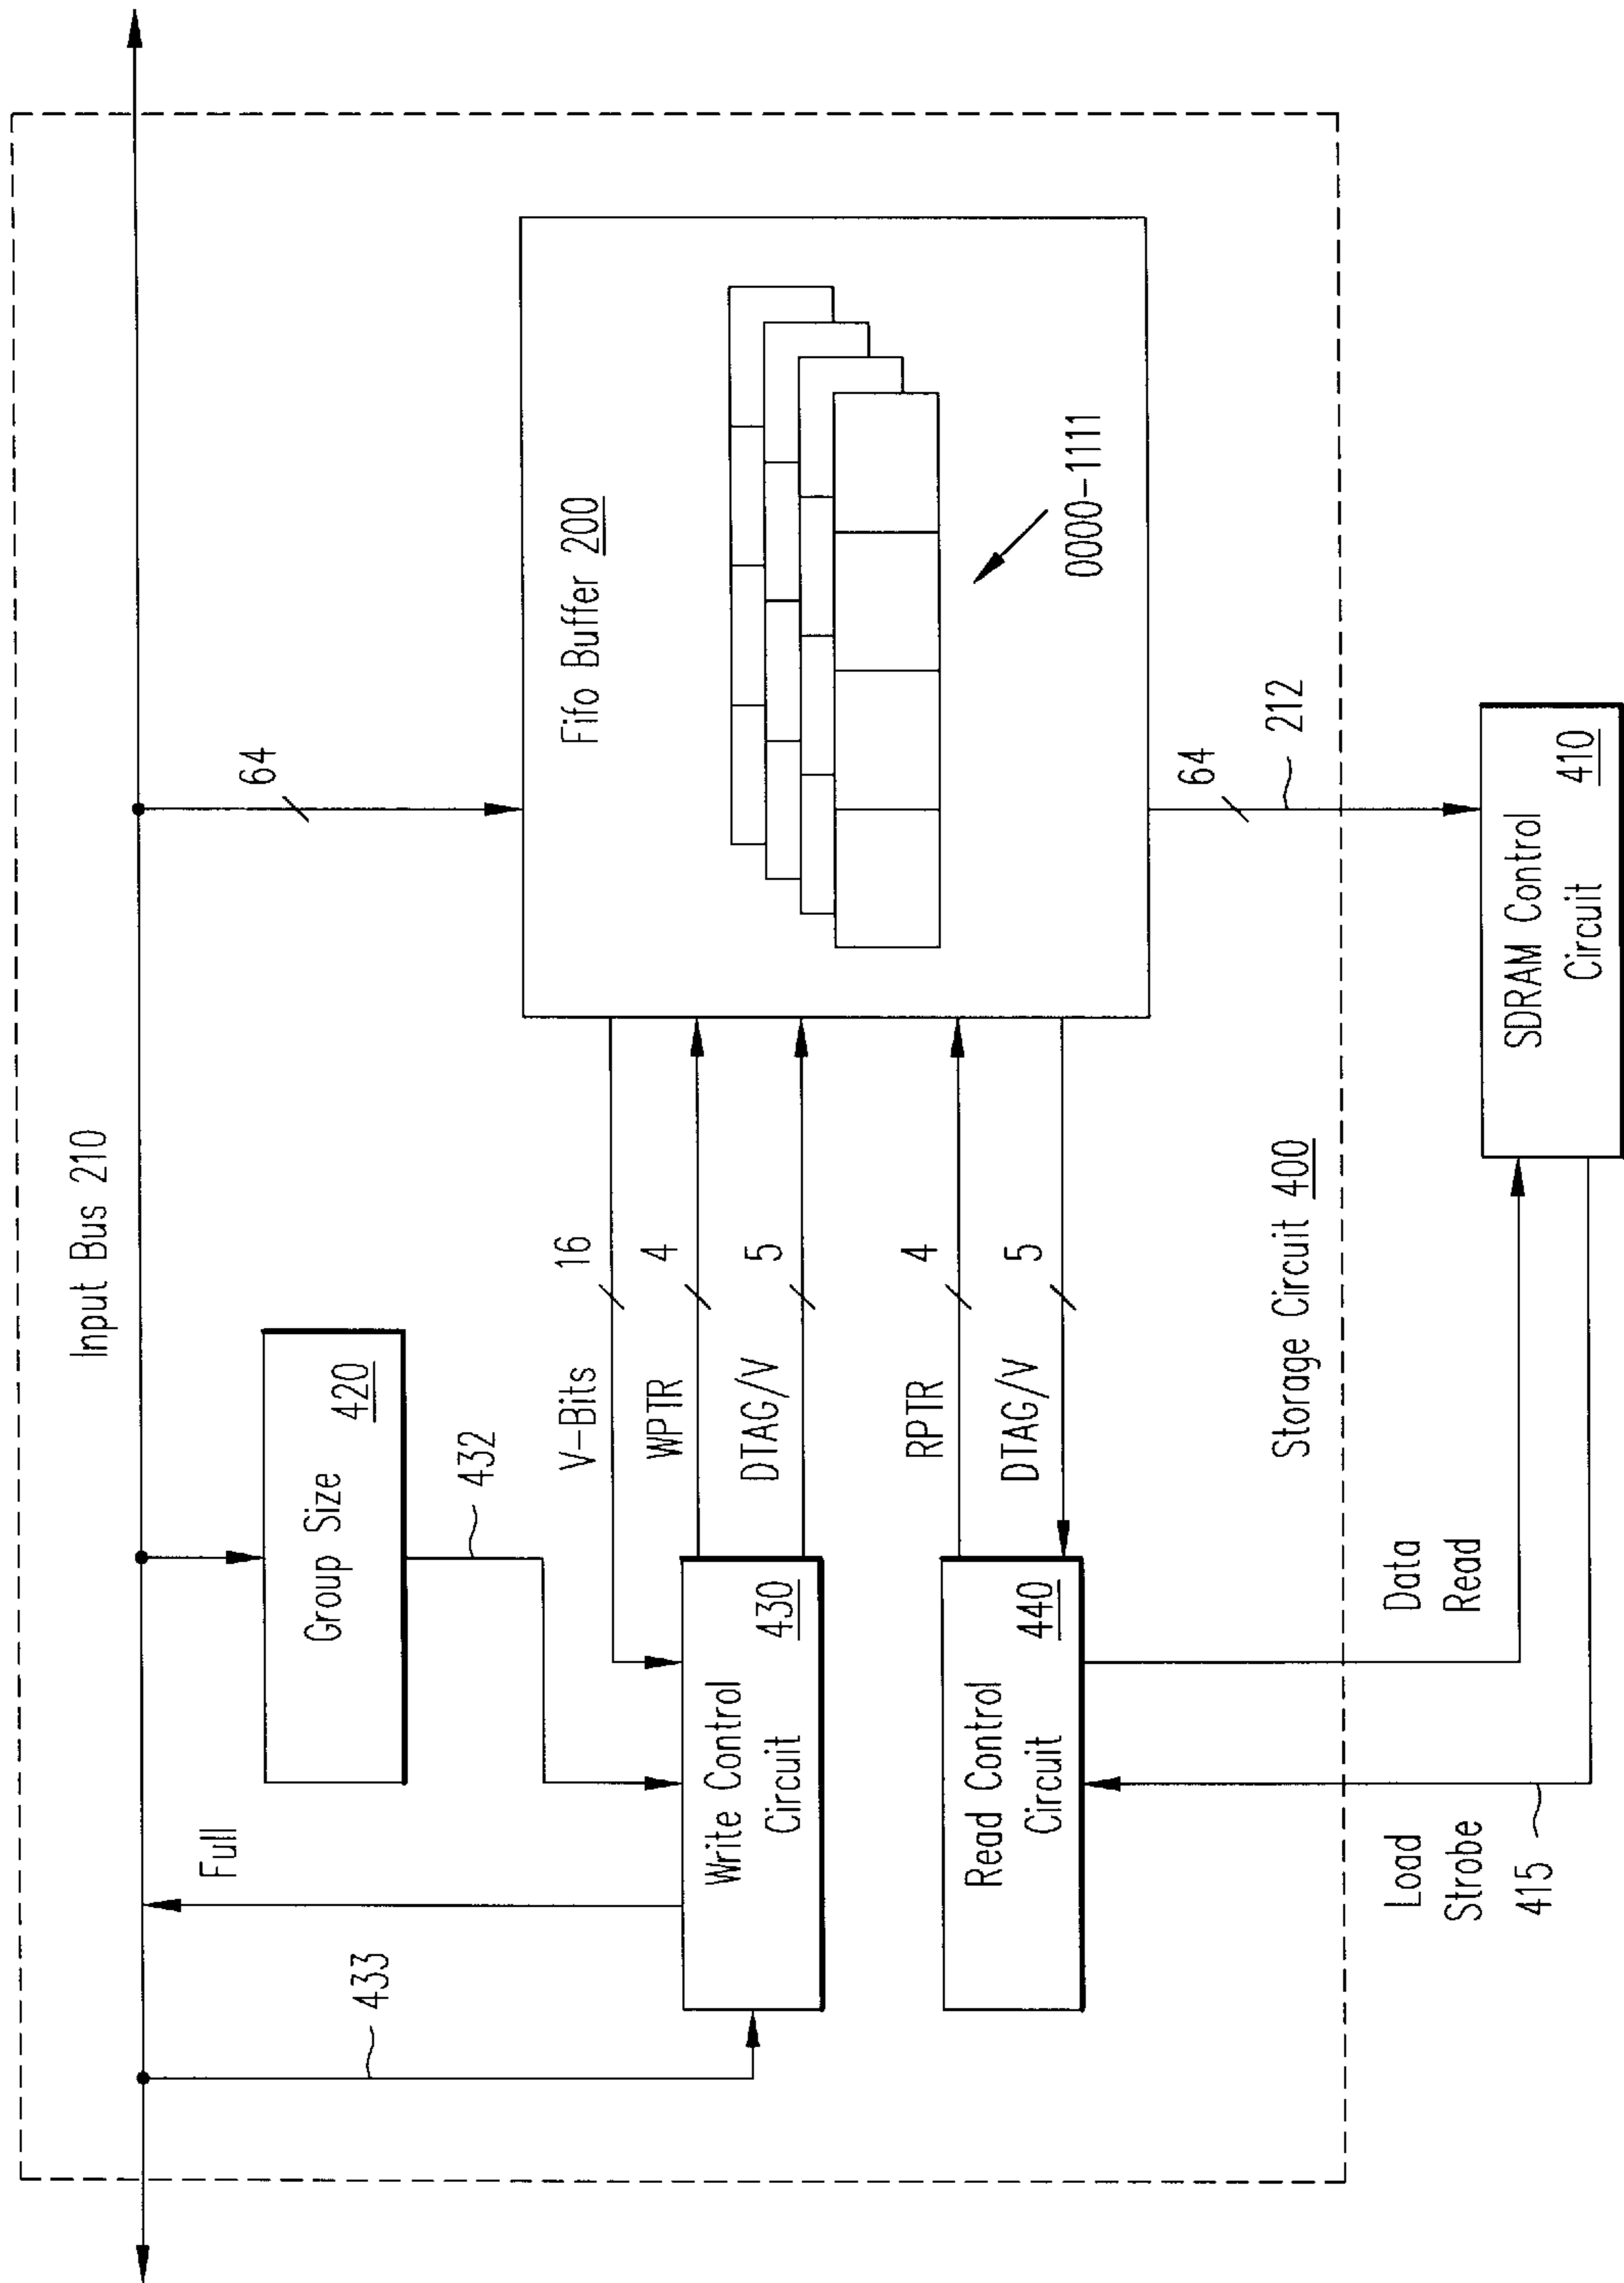 Input Bus 210
Full
433
Group Size
420
432
64
Fifo Buffer 200
0000-1111
V-Bits
16
WPTR
4
DTAG/V
5
Write Control
Circuit
430
RPTR
4
DTAG/V
5
Read Control
Circuit
440
64
212
Storage Circuit 400
Load
Strobe
415
Data
Read
SDRAM Control
Circuit
410